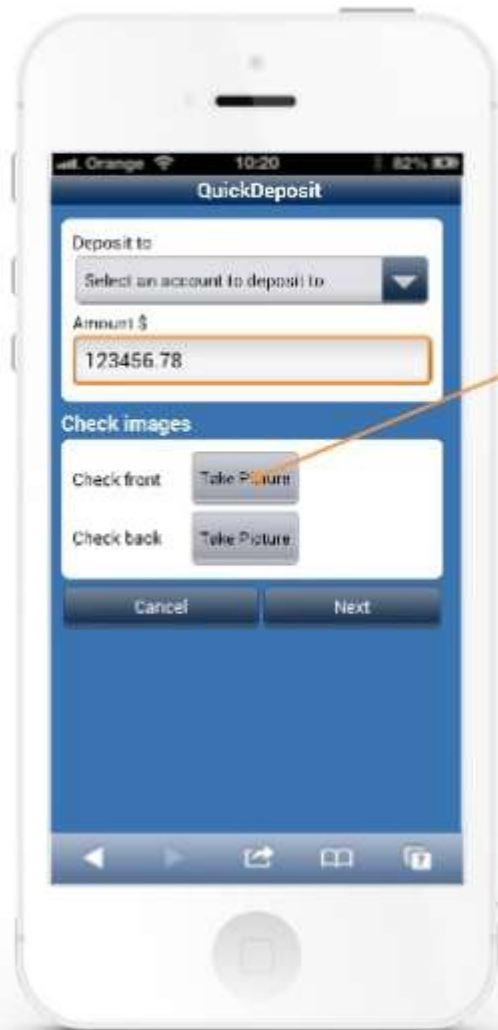 Orange 10:20 82%
QuickDeposit
Deposit to
Select an account to deposit to
Amount $
123456.78
Check images
Check front Take Picture
Check back Take Picture
Cancel Next